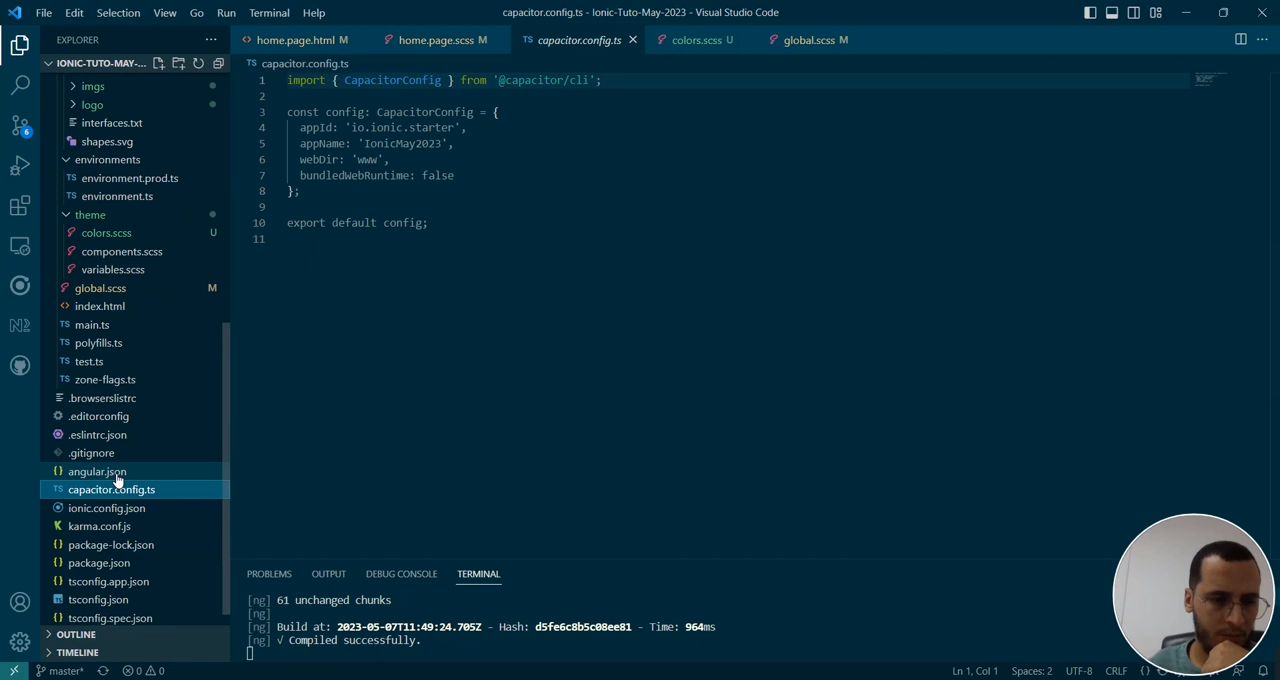 File Edit Selection View Go Run Terminal Help
capacitor.config.ts - Ionic-Tuto-May-2023 - Visual Studio Code
EXPLORER
home.page.html M
home.page.scss M
capacitor.config.ts
colors.scss U
global.scss M
IONIC-TUTO-MAY-...
imgs
logo
interfaces.txt
shapes.svg
environments
TS environment.prod.ts
TS environment.ts
theme
colors.scss U
components.scss
variables.scss
global.scss M
index.html
TS main.ts
TS polyfills.ts
TS test.ts
TS zone-flags.ts
.browserslistrc
.editorconfig
.eslintrc.json
.gitignore
{} angular.json
TS capacitor.config.ts
ionic.config.json
karma.conf.js
{} package-lock.json
{} package.json
{} tsconfig.app.json
tsconfig.json
{} tsconfig.spec.json
OUTLINE
TIMELINE
6
TS capacitor.config.ts
1 import { CapacitorConfig } from '@capacitor/cli';
2
3 const config: CapacitorConfig = {
4 appId: 'io.ionic.starter',
5 appName: 'IonicMay2023',
6 webDir: 'www',
7 bundledWebRuntime: false
8 };
9
10 export default config;
11
PROBLEMS OUTPUT DEBUG CONSOLE TERMINAL
[ng] 61 unchanged chunks
[ng]
[ng] Build at: 2023-05-07T11:49:24.705Z - Hash: d5fe6c8b5c08ee81 - Time: 964ms
[ng] √ Compiled successfully.
master* 0 0
Ln 1, Col 1 Spaces: 2 UTF-8 CRLF {}